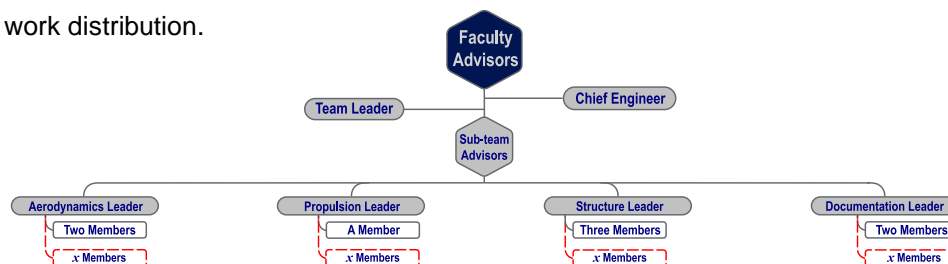 work distribution.
Faculty
Advisors
Team Leader
Chief Engineer
Sub-team
Advisors
Aerodynamics Leader
Propulsion Leader
Structure Leader
Documentation Leader
Two Members
A Member
Three Members
Two Members
x Members
x Members
x Members
x Members